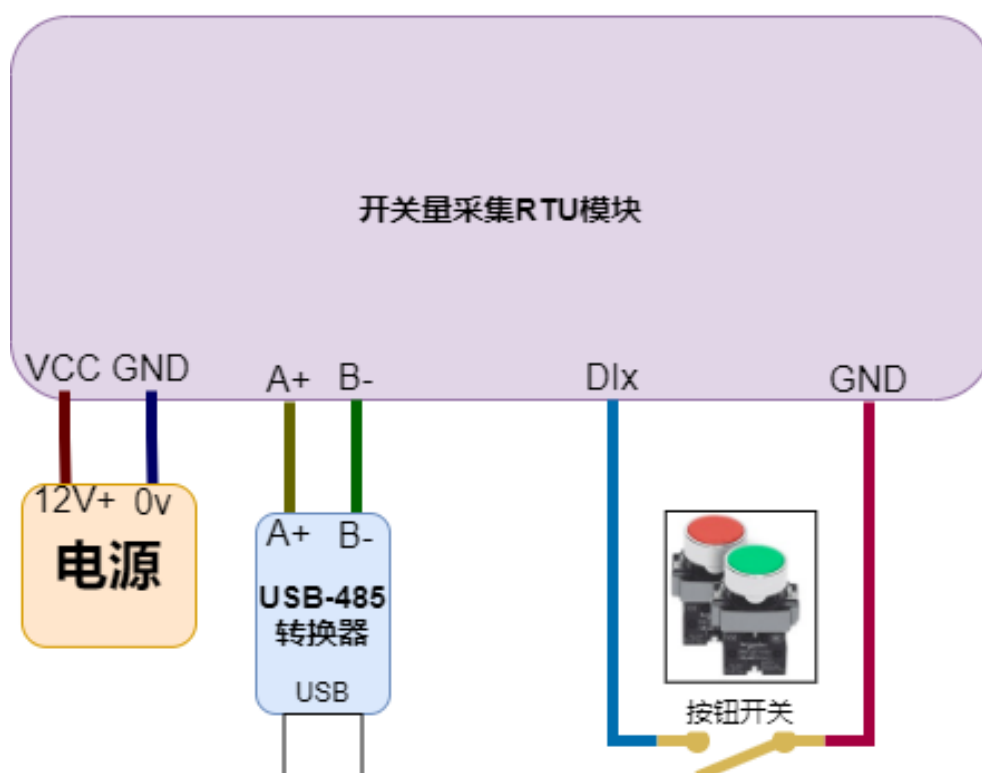 开关量采集RTU模块
VCC GND
A+ B-
DIx
GND
12V+ 0v
电源
A+ B-
USB-485
转换器
USB
按钮开关